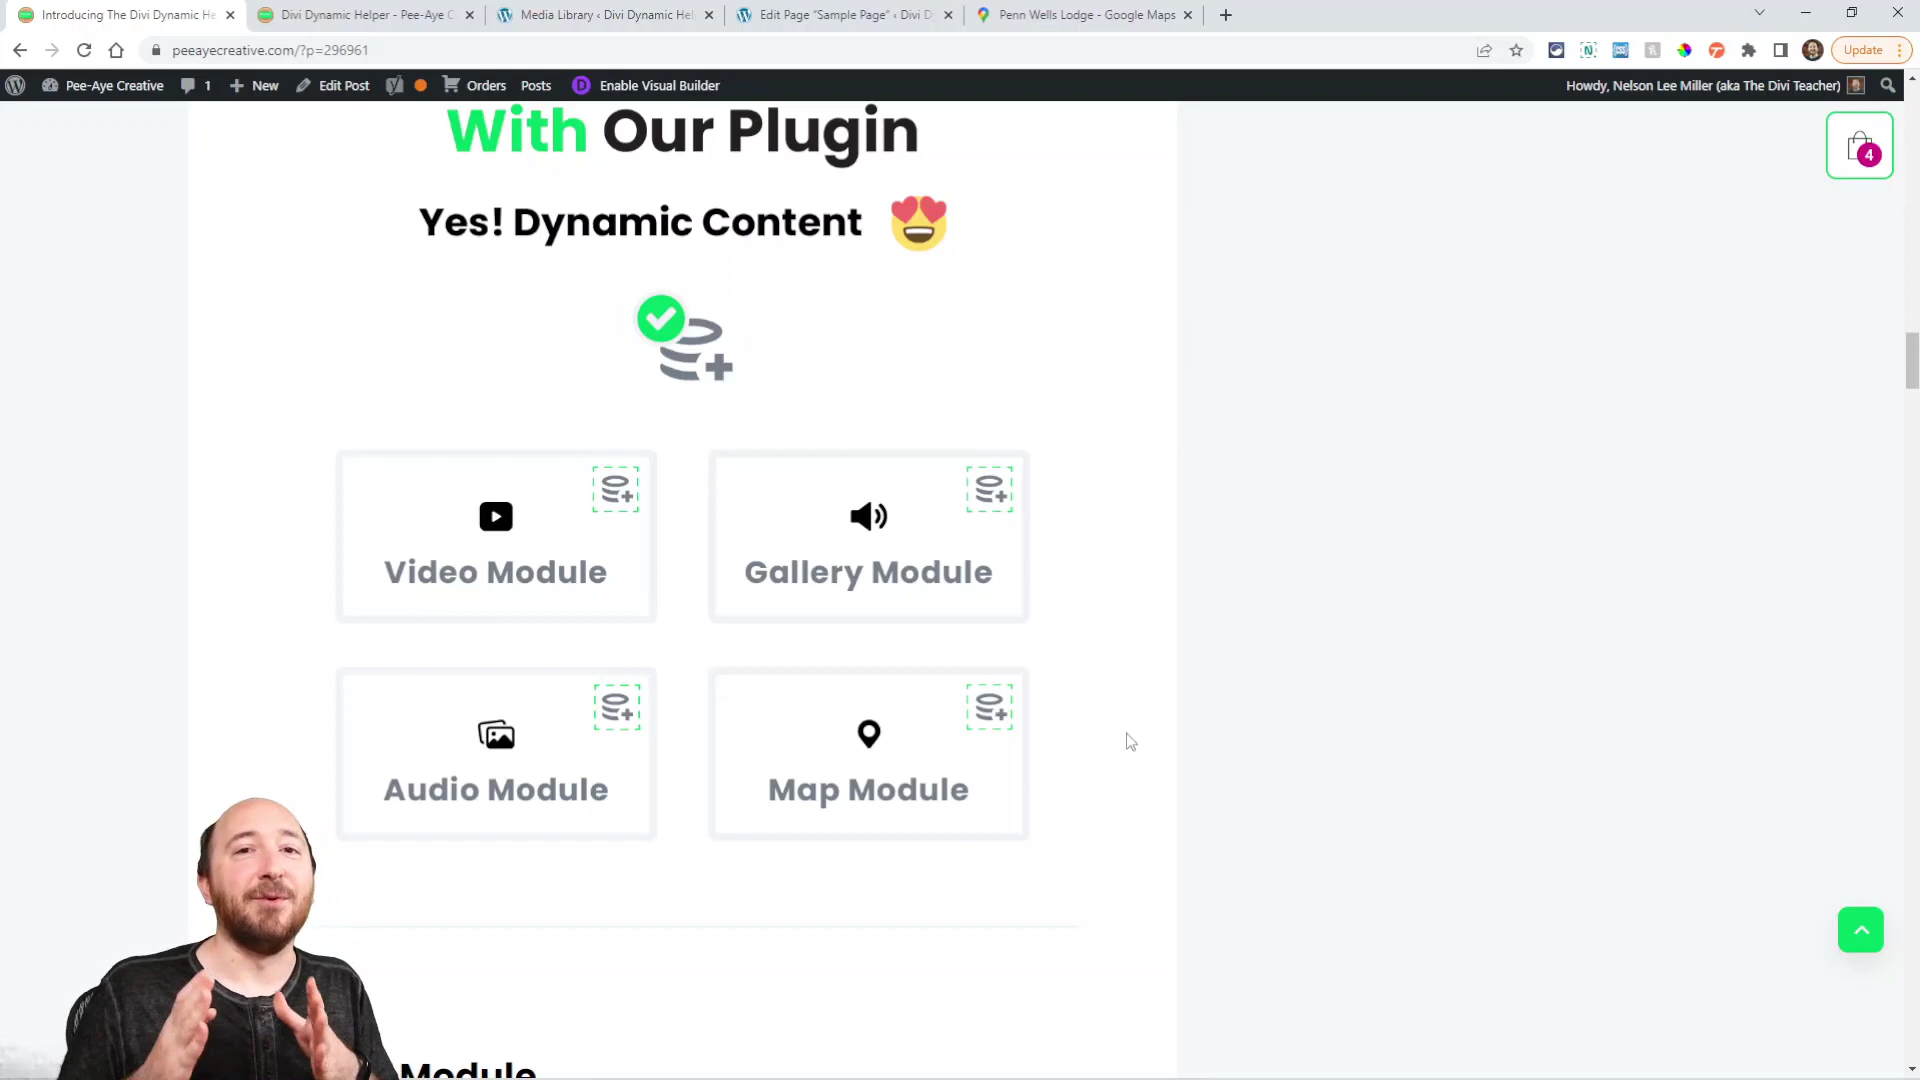 Introducing The Divi Dynamic He
Divi Dynamic Helper - Pee-Aye C
Media Library ‹ Divi Dynamic Hel
Edit Page "Sample Page" ‹ Divi D
Penn Wells Lodge - Google Maps
peeayecreative.com/?p=296961
Update
Pee-Aye Creative
1
New
Edit Post
Orders
Posts
Enable Visual Builder
Howdy, Nelson Lee Miller (aka The Divi Teacher)
4
With Our Plugin
Yes! Dynamic Content
Video Module
Gallery Module
Audio Module
Map Module
Module